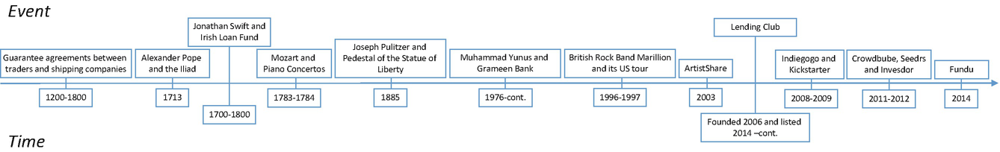 Event
Jonathan Swift and
Irish Loan Fund
Lending Club
Guarantee agreements between
traders and shipping companies
Alexander Pope
and the Iliad
Mozart and
Piano Concertos
Joseph Pulitzer and
Pedestal of the Statue of
Liberty
Muhammad Yunus and
Grameen Bank
British Rock Band Marillion
and its US tour
ArtistShare
Indiegogo and
Kickstarter
Crowdbube, Seedrs
and Invesdor
Fundu
1200-1800
1713
1700-1800
1783-1784
1885
1976-cont.
1996-1997
2003
Founded 2006 and listed
2014 –cont.
2008-2009
2011-2012
2014
Time